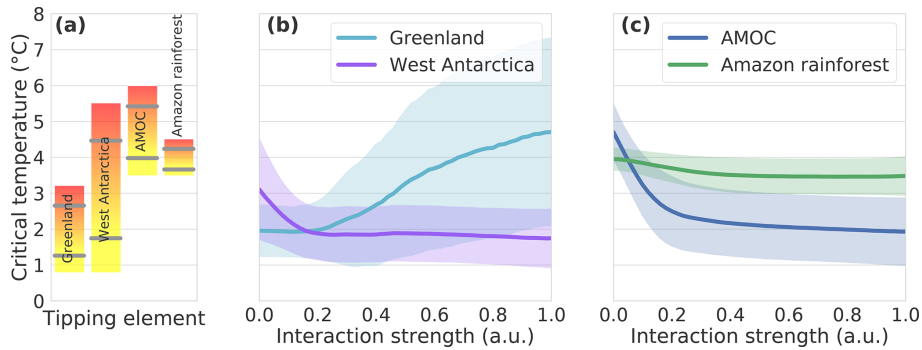 (a)
(b)
(c)
Critical temperature (°C)
8
7
6
5
4
3
2
1
0
Greenland
West Antarctica
AMOC
Amazon rainforest
Tipping element
Greenland
West Antarctica
0.0 0.2 0.4 0.6 0.8 1.0
Interaction strength (a.u.)
AMOC
Amazon rainforest
0.0 0.2 0.4 0.6 0.8 1.0
Interaction strength (a.u.)